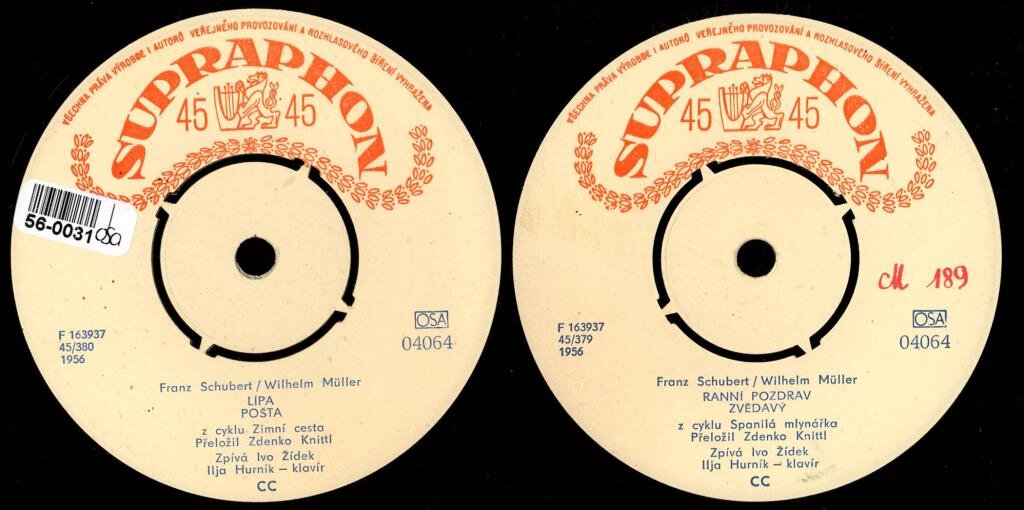 VŠECHNA PRÁVA VÝROBCE I AUTORŮ VEŘEJNÉHO PROVOZOVÁNÍ A ROZHLASOVÉHO ŠÍŘENÍ VYHRAŽENA
SUPRAPHON
45 45
56-0031 OSA
F 163937
45/380
1956
OSA
04064
Franz Schubert / Wilhelm Müller
LÍPA
POŠTA
z cyklu Zimní cesta
Přeložil Zdenko Knittl
Zpívá Ivo Žídek
Ilja Hurník – klavír
CC
VŠECHNA PRÁVA VÝROBCE I AUTORŮ VEŘEJNÉHO PROVOZOVÁNÍ A ROZHLASOVÉHO ŠÍŘENÍ VYHRAŽENA
SUPRAPHON
45 45
M 189
F 163937
45/379
1956
OSA
04064
Franz Schubert / Wilhelm Müller
RANNÍ POZDRAV
ZVĚDAVÝ
z cyklu Spanilá mlynářka
Přeložil Zdenko Knittl
Zpívá Ivo Žídek
Ilja Hurník – klavír
CC